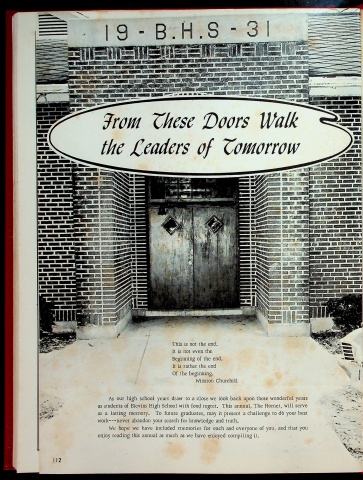 19 - B.H.S - 31
From These Doors Walk
the Leaders of Tomorrow
This is not the end.
It is not even the
Beginning of the end.
It is rather the end
Of the beginning.
Winston Churchill
As our high school years draw to a close we look back upon those wonderful years
as students of Blevins High School with fond regret. This annual, The Hornet, will serve
as a lasting memory. To future graduates, may it present a challenge to do your best
work---never abandon your search for knowledge and truth.
We hope we have included memories for each and everyone of you, and that you
enjoy reading this annual as much as we have enjoyed compiling it.
112